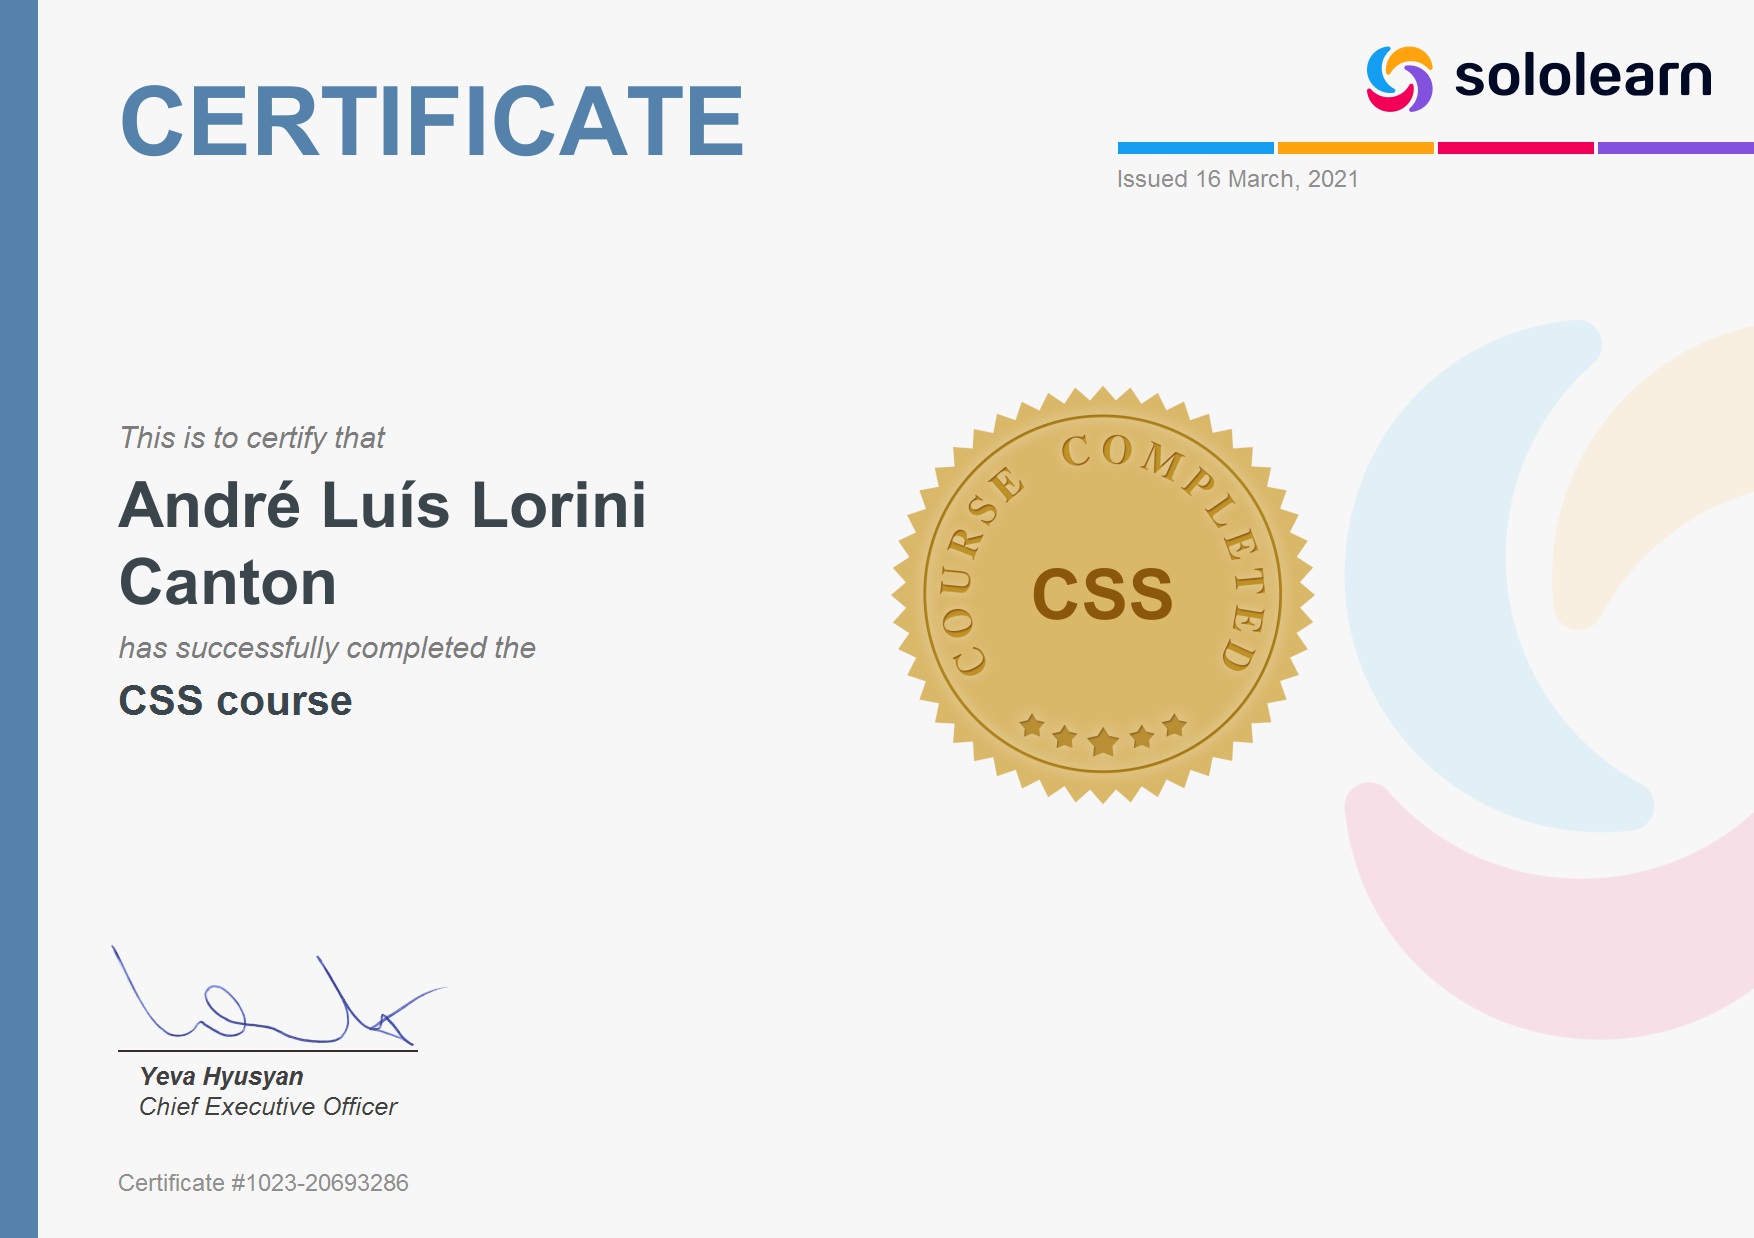 CERTIFICATE
sololearn
Issued 16 March, 2021
This is to certify that
André Luís Lorini
Canton
has successfully completed the
CSS course
COURSE COMPLETED
CSS
Yeva Hyusyan
Chief Executive Officer
Certificate #1023-20693286